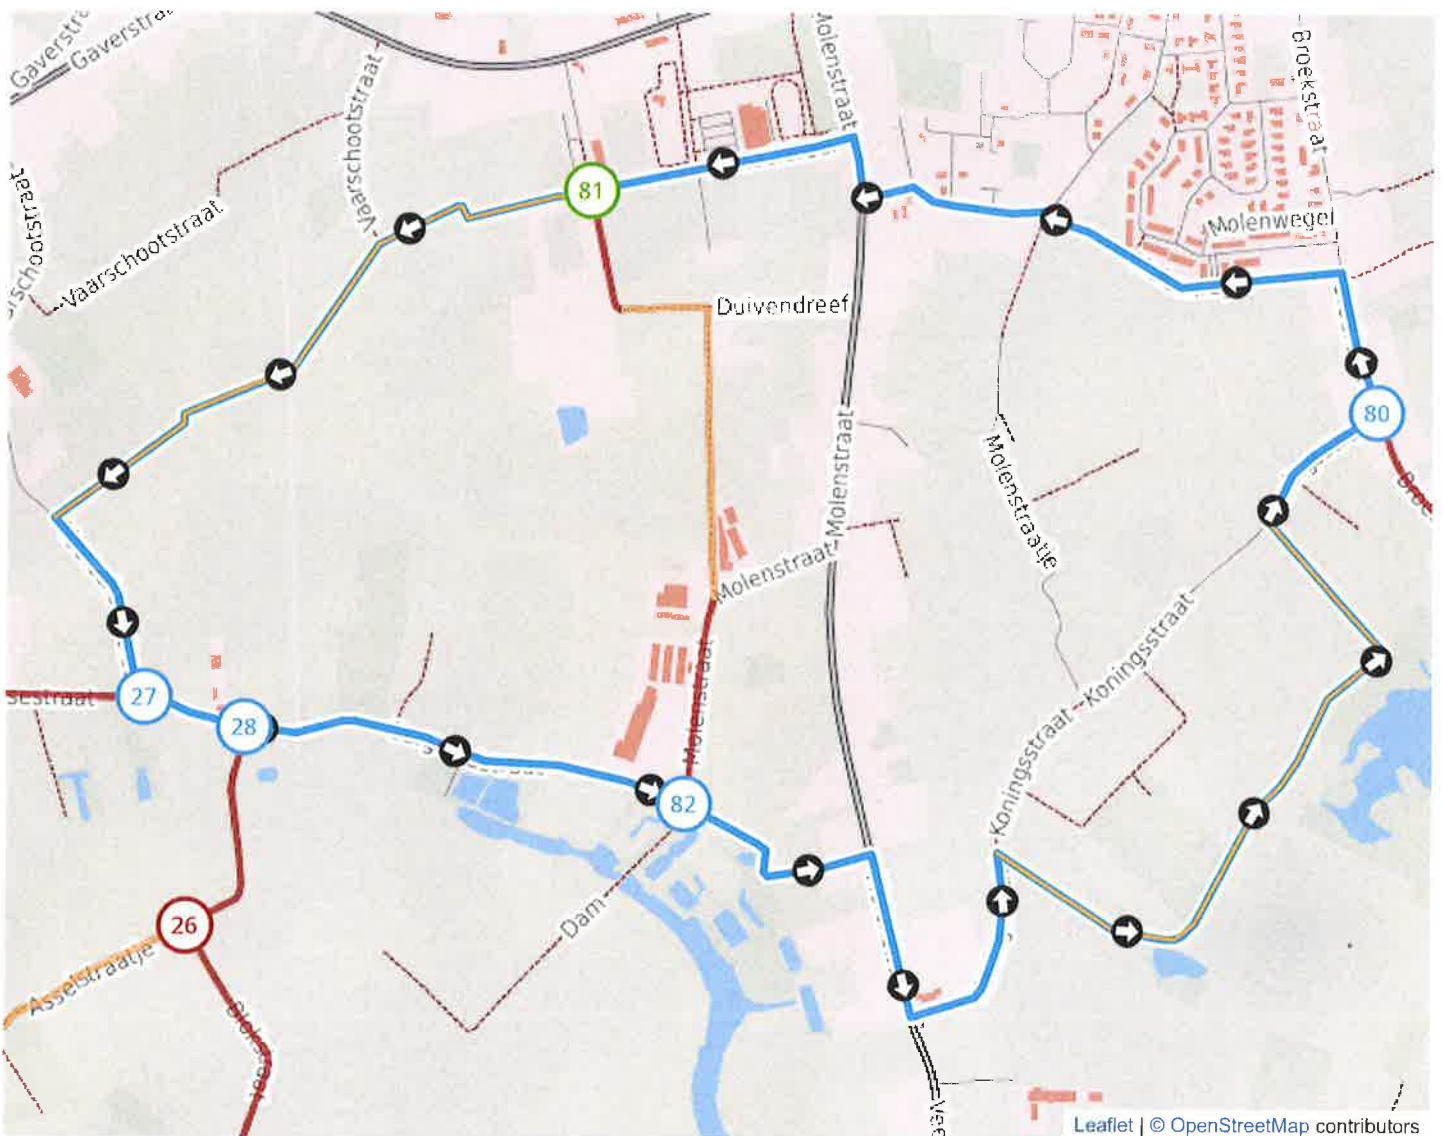 Gaverstraat
Molenstraat
Broekstraat
Vaarschootstraat
81
Vaarschootstraat
Molenwegel
Duivendreef
80
Molenstraat
Molenstraatje
Molenstraat
Koningsstraat
Molenstraat
27
28
Koningsstraat
82
26
Dam
Asselstraatje
Leaflet | © OpenStreetMap contributors